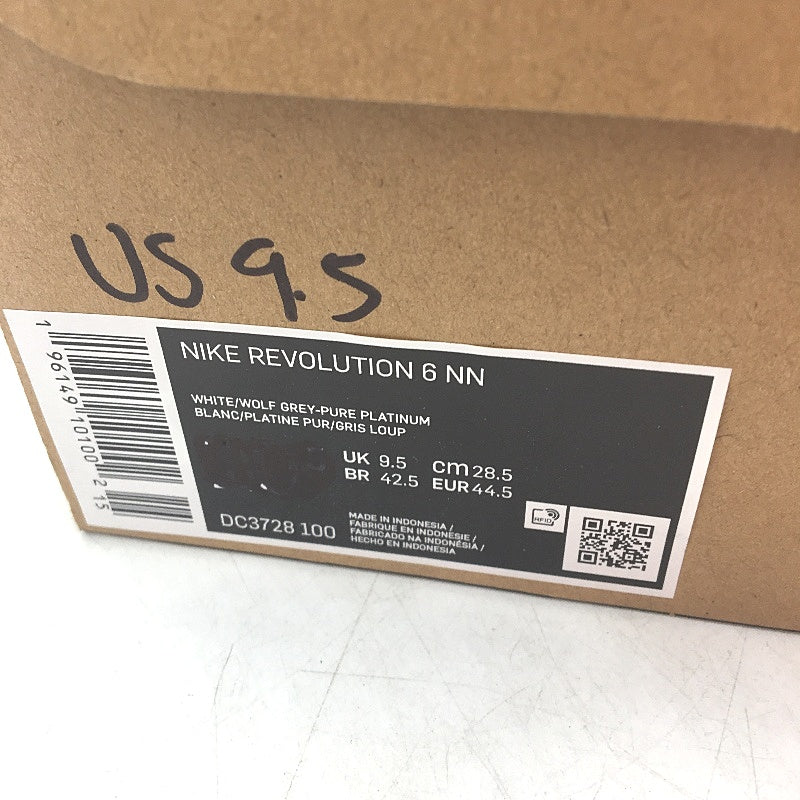 US 9.5
NIKE REVOLUTION 6 NN
WHITE/WOLF GREY-PURE PLATINUM
BLANC/PLATINE PUR/GRIS LOUP
UK 9.5 cm 28.5
BR 42.5 EUR 44.5
DC3728 100
MADE IN INDONESIA /
FABRIQUE EN INDONESIE /
FABRICADO NA INDONÉSIA /
HECHO EN INDONESIA
RFID
1 96149 10100 2 15